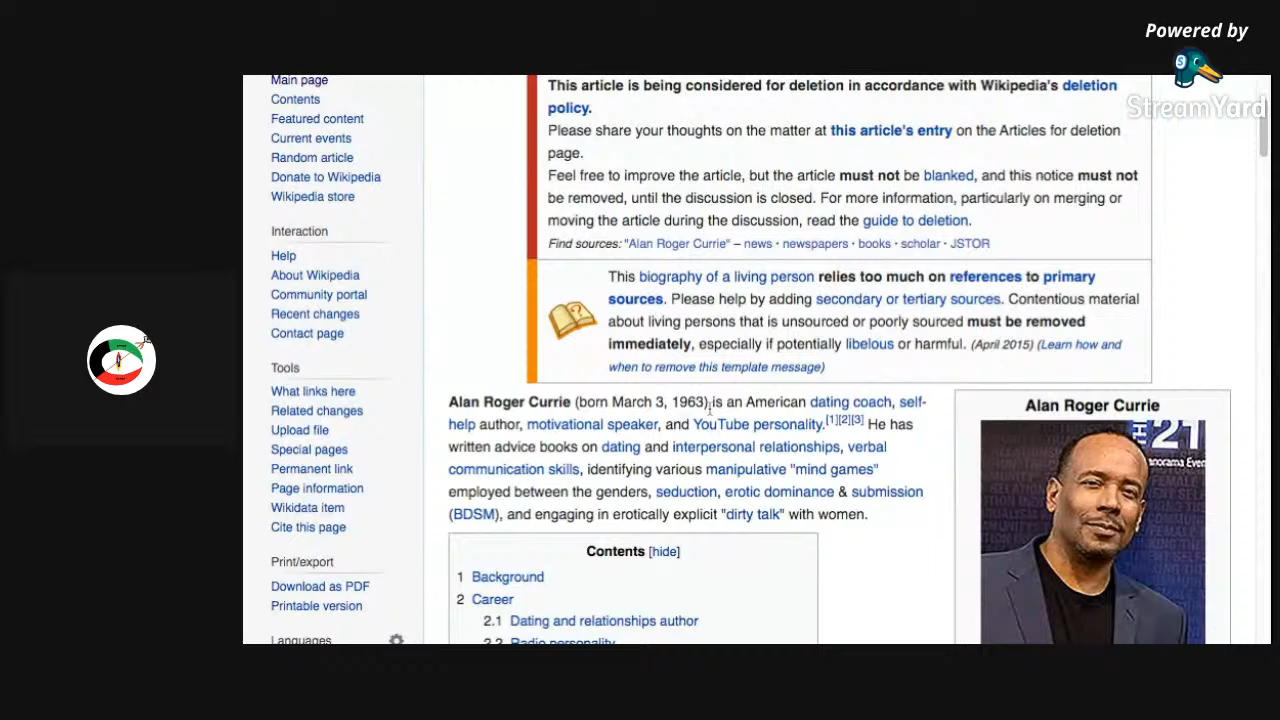 Powered by
StreamYard
Main page
Contents
Featured content
Current events
Random article
Donate to Wikipedia
Wikipedia store
Interaction
Help
About Wikipedia
Community portal
Recent changes
Contact page
Tools
What links here
Related changes
Upload file
Special pages
Permanent link
Page information
Wikidata item
Cite this page
Print/export
Download as PDF
Printable version
Languages
This article is being considered for deletion in accordance with Wikipedia's deletion
policy.
Please share your thoughts on the matter at this article's entry on the Articles for deletion
page.
Feel free to improve the article, but the article must not be blanked, and this notice must not
be removed, until the discussion is closed. For more information, particularly on merging or
moving the article during the discussion, read the guide to deletion.
Find sources: "Alan Roger Currie" – news · newspapers · books · scholar · JSTOR
This biography of a living person relies too much on references to primary
sources. Please help by adding secondary or tertiary sources. Contentious material
about living persons that is unsourced or poorly sourced must be removed
immediately, especially if potentially libelous or harmful. (April 2015) (Learn how and
when to remove this template message)
Alan Roger Currie (born March 3, 1963) is an American dating coach, self-
help author, motivational speaker, and YouTube personality.[1][2][3] He has
written advice books on dating and interpersonal relationships, verbal
communication skills, identifying various manipulative "mind games"
employed between the genders, seduction, erotic dominance & submission
(BDSM), and engaging in erotically explicit "dirty talk" with women.
Contents [hide]
1 Background
2 Career
2.1 Dating and relationships author
2.2 Radio personality
Alan Roger Currie
21